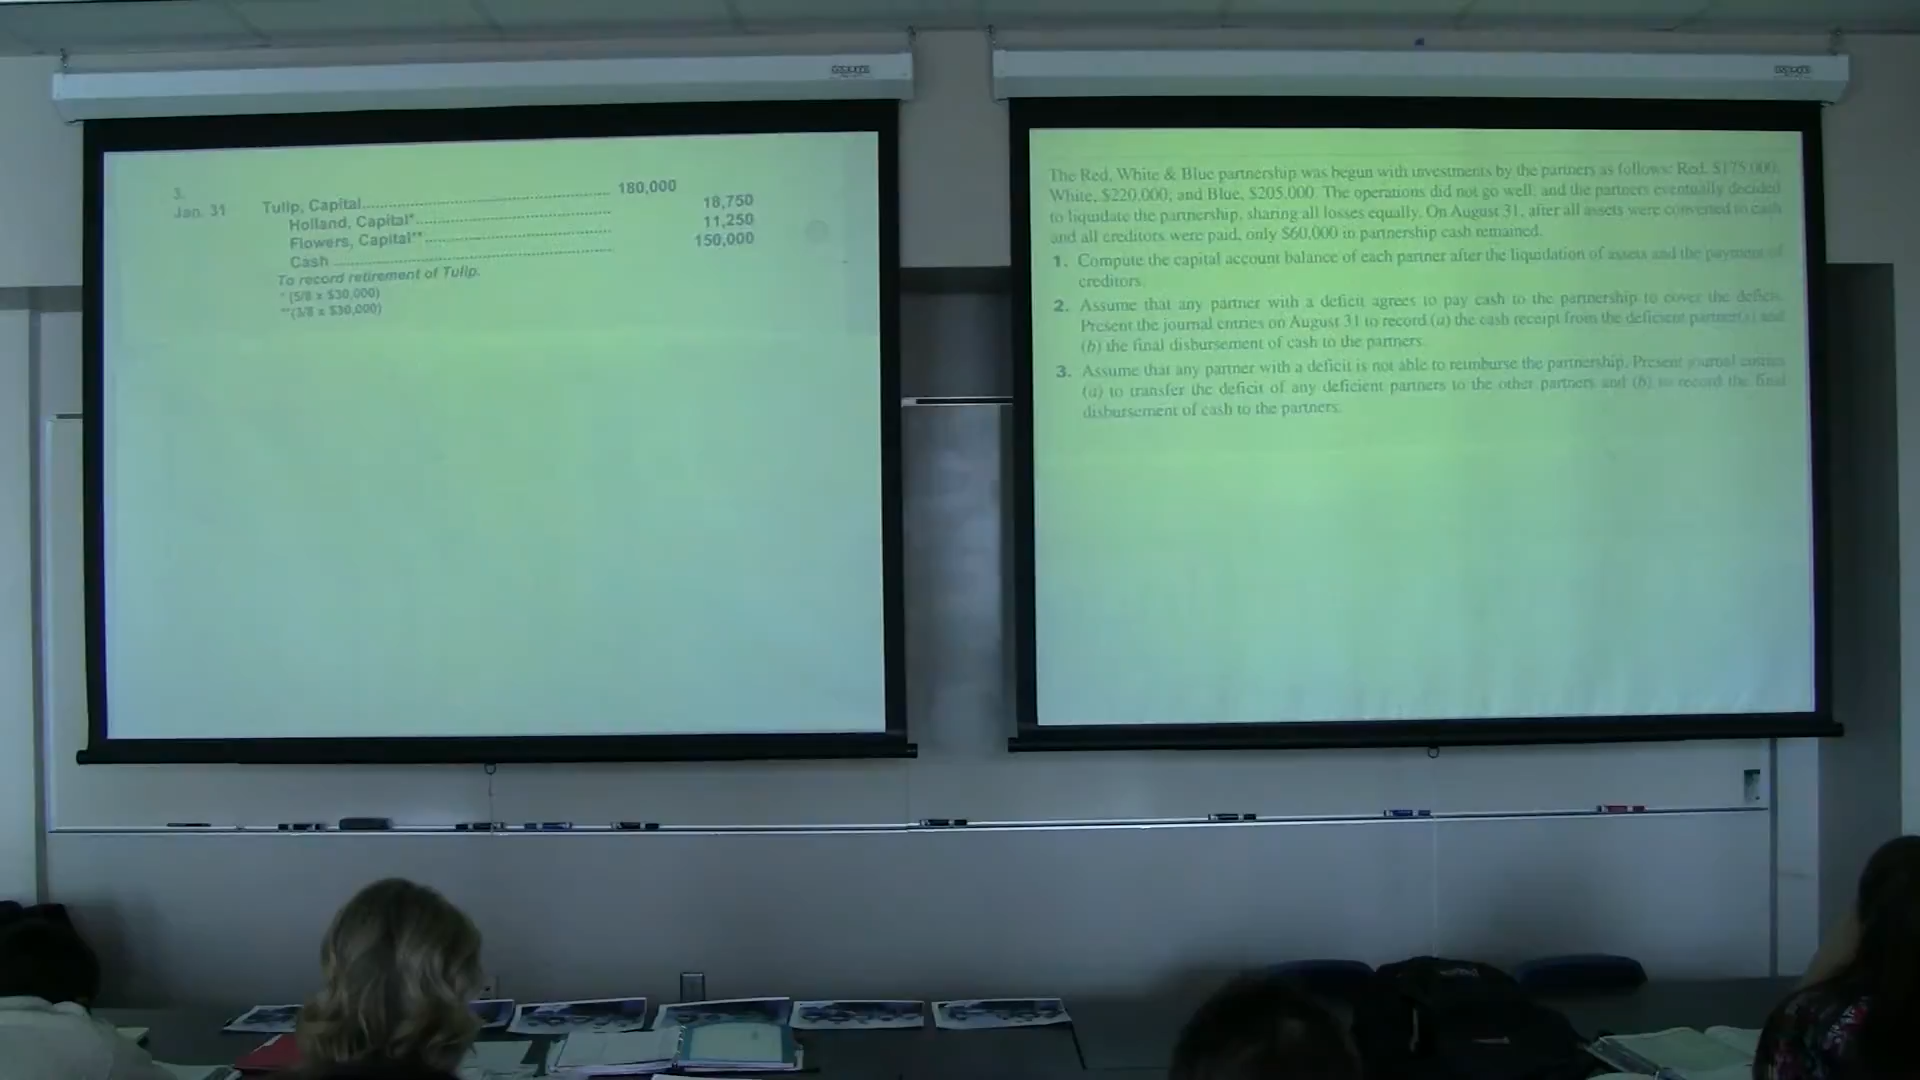 3.
Jan. 31 Tulip, Capital 180,000
Holland, Capital* 18,750
Flowers, Capital** 11,250
Cash 150,000
To record retirement of Tulip.
* (5/8 x $30,000)
**(3/8 x $30,000)
The Red, White & Blue partnership was begun with investments by the partners as follows: Red, $175,000;
White, $220,000; and Blue, $205,000. The operations did not go well, and the partners eventually decided
to liquidate the partnership, sharing all losses equally. On August 31, after all assets were converted to cash
and all creditors were paid, only $60,000 in partnership cash remained.
1. Compute the capital account balance of each partner after the liquidation of assets and the payment of
creditors.
2. Assume that any partner with a deficit agrees to pay cash to the partnership to cover the deficit.
Present the journal entries on August 31 to record (a) the cash receipt from the deficient partner(s) and
(b) the final disbursement of cash to the partners.
3. Assume that any partner with a deficit is not able to reimburse the partnership. Present journal entries
(a) to transfer the deficit of any deficient partners to the other partners and (b) to record the final
disbursement of cash to the partners.